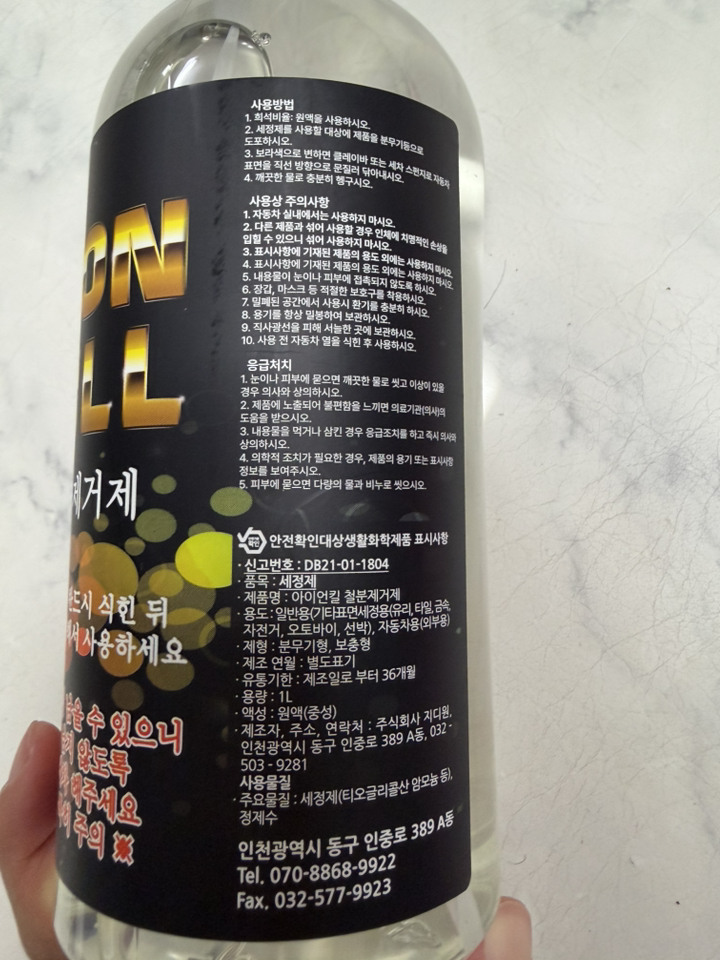 ON
LL
제거제
반드시 식힌 뒤
에서 사용하세요
남을 수 있으니
않도록
해주세요
주의 ※
사용방법
1. 희석비율: 원액을 사용하시오.
2. 세정제를 사용할 대상에 제품을 분무기등으로
도포하시오.
3. 보라색으로 변하면 클레이바 또는 세차 스펀지로 자동차
표면을 직선 방향으로 문질러 닦아내시오.
4. 깨끗한 물로 충분히 헹구시오.
사용상 주의사항
1. 자동차 실내에서는 사용하지 마시오.
2. 다른 제품과 섞어 사용할 경우 인체에 치명적인 손상을
입힐 수 있으니 섞어 사용하지 마시오.
3. 표시사항에 기재된 제품의 용도 외에는 사용하지 마시오.
4. 표시사항에 기재된 제품의 용도 외에는 사용하지 마시오.
5. 내용물이 눈이나 피부에 접촉되지 않도록 하시오.
6. 장갑, 마스크 등 적절한 보호구를 착용하시오.
7. 밀폐된 공간에서 사용시 환기를 충분히 하시오.
8. 용기를 항상 밀봉하여 보관하시오.
9. 직사광선을 피해 서늘한 곳에 보관하시오.
10. 사용 전 자동차 열을 식힌 후 사용하시오.
응급처치
1. 눈이나 피부에 묻으면 깨끗한 물로 씻고 이상이 있을
경우 의사와 상의하시오.
2. 제품에 노출되어 불편함을 느끼면 의료기관(의사)의
도움을 받으시오.
3. 내용물을 먹거나 삼킨 경우 응급조치를 하고 즉시 의사와
상의하시오.
4. 의학적 조치가 필요한 경우, 제품의 용기 또는 표시사항
정보를 보여주시오.
5. 피부에 묻으면 다량의 물과 비누로 씻으시오.
안전확인대상생활화학제품 표시사항
· 신고번호 : DB21-01-1804
· 품목 : 세정제
· 제품명 : 아이언킬 철분제거제
· 용도 : 일반용(기타표면세정용(유리, 타일, 금속,
자전거, 오토바이, 선박), 자동차용(외부용)
· 제형 : 분무기형, 보충형
· 제조 연월 : 별도표기
· 유통기한 : 제조일로 부터 36개월
· 용량 : 1L
· 액성 : 원액(중성)
· 제조자, 주소, 연락처 : 주식회사 지디원,
인천광역시 동구 인중로 389 A동, 032 -
503 - 9281
사용물질
· 주요물질 : 세정제(티오글리콜산 암모늄 등),
정제수
인천광역시 동구 인중로 389 A동
Tel. 070-8868-9922
Fax. 032-577-9923